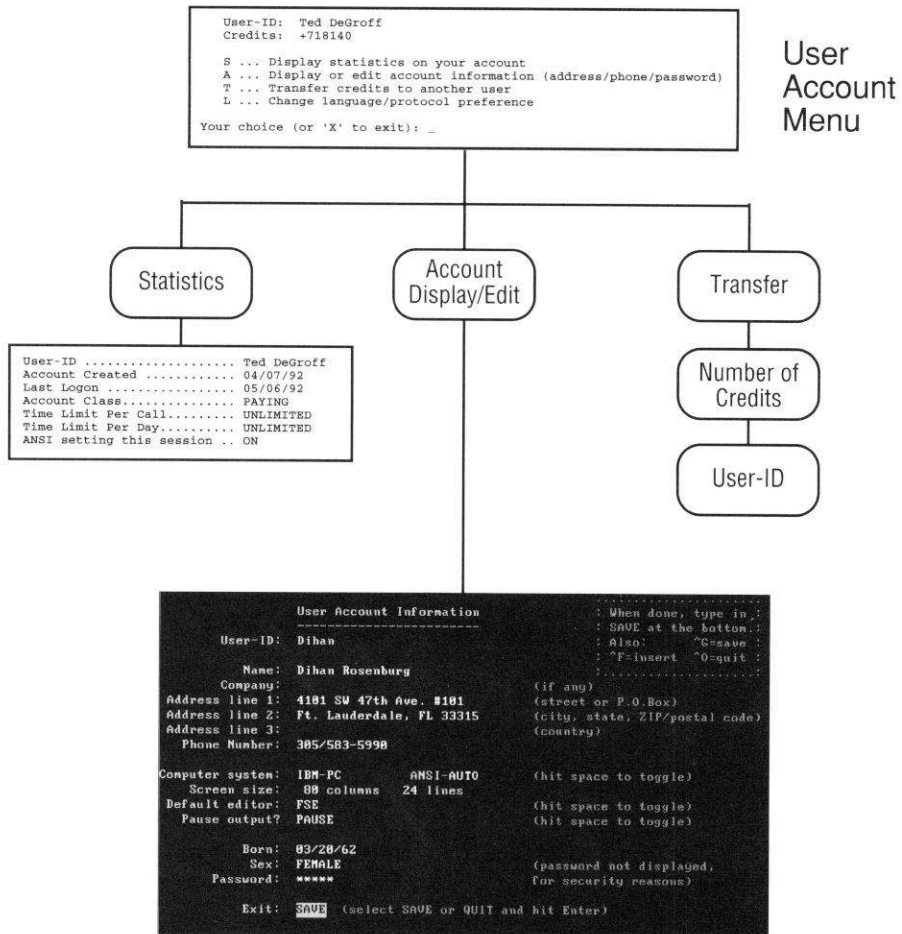 User-ID: Ted DeGroff
Credits: +718140
S ... Display statistics on your account
A ... Display or edit account information (address/phone/password)
T ... Transfer credits to another user
L ... Change language/protocol preference
Your choice (or 'X' to exit): _
User
Account
Menu
Statistics
Account
Display/Edit
Transfer
User-ID .................... Ted DeGroff
Account Created ............ 04/07/92
Last Logon ................. 05/06/92
Account Class............... PAYING
Time Limit Per Call......... UNLIMITED
Time Limit Per Day.......... UNLIMITED
ANSI setting this session .. ON
Number of
Credits
User-ID
User Account Information
-------------------------
: When done, type in :
: SAVE at the bottom.:
: Also: ^G=save :
: ^F=insert ^O=quit :
User-ID: Dihan
Name: Dihan Rosenburg
Company: (if any)
Address line 1: 4101 SW 47th Ave. #101 (street or P.O.Box)
Address line 2: Ft. Lauderdale, FL 33315 (city, state, ZIP/postal code)
Address line 3: (country)
Phone Number: 305/583-5990
Computer system: IBM-PC ANSI-AUTO (hit space to toggle)
Screen size: 80 columns 24 lines
Default editor: FSE (hit space to toggle)
Pause output? PAUSE (hit space to toggle)
Born: 03/20/62
Sex: FEMALE (password not displayed,
Password: ***** for security reasons)
Exit: SAVE (select SAVE or QUIT and hit Enter)